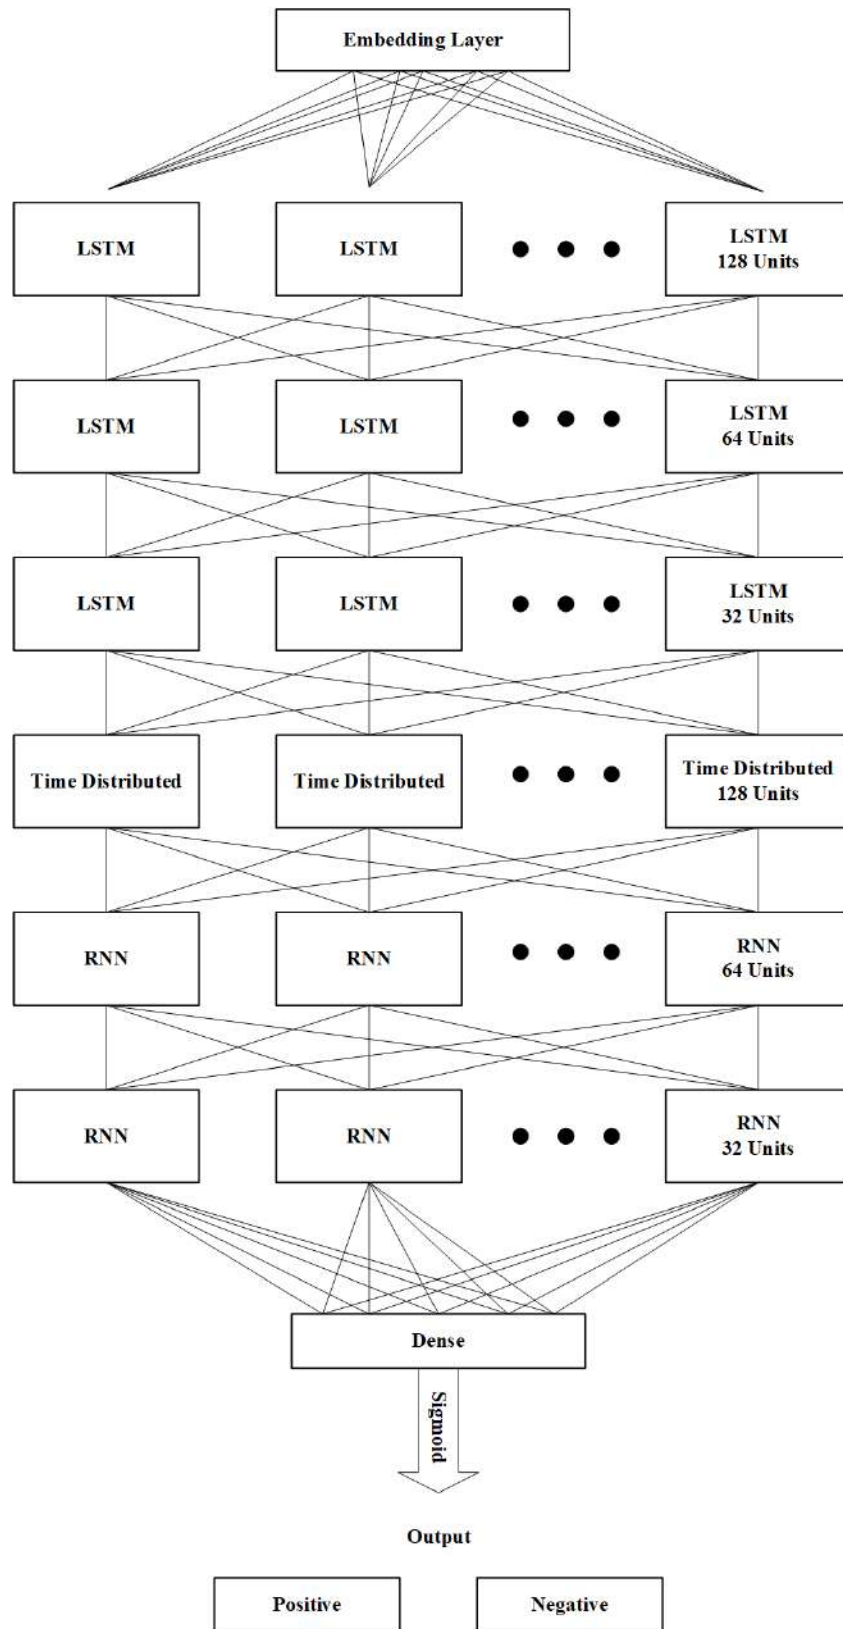 Embedding Layer
LSTM
LSTM
LSTM
128 Units
LSTM
LSTM
LSTM
64 Units
LSTM
LSTM
LSTM
32 Units
Time Distributed
Time Distributed
Time Distributed
128 Units
RNN
RNN
RNN
64 Units
RNN
RNN
RNN
32 Units
Dense
Sigmoid
Output
Positive
Negative